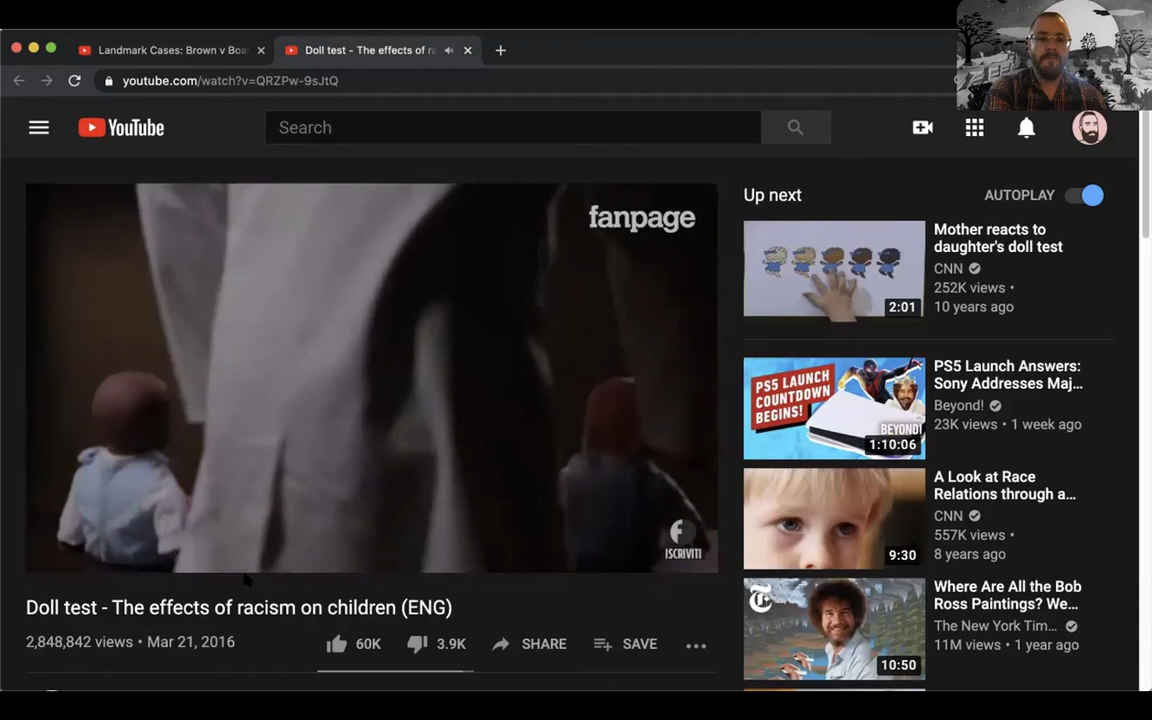 Landmark Cases: Brown v Boa
Doll test - The effects of ra
youtube.com/watch?v=QRZPw-9sJtQ
YouTube
Search
fanpage
ISCRIVITI
Up next
AUTOPLAY
Mother reacts to
daughter's doll test
CNN
252K views •
10 years ago
2:01
PS5 LAUNCH
COUNTDOWN
BEGINS!
BEYOND!
1:10:06
PS5 Launch Answers:
Sony Addresses Maj...
Beyond!
23K views • 1 week ago
9:30
A Look at Race
Relations through a...
CNN
557K views •
8 years ago
10:50
Where Are All the Bob
Ross Paintings? We...
The New York Tim...
11M views • 1 year ago
Doll test - The effects of racism on children (ENG)
2,848,842 views • Mar 21, 2016
60K
3.9K
SHARE
SAVE